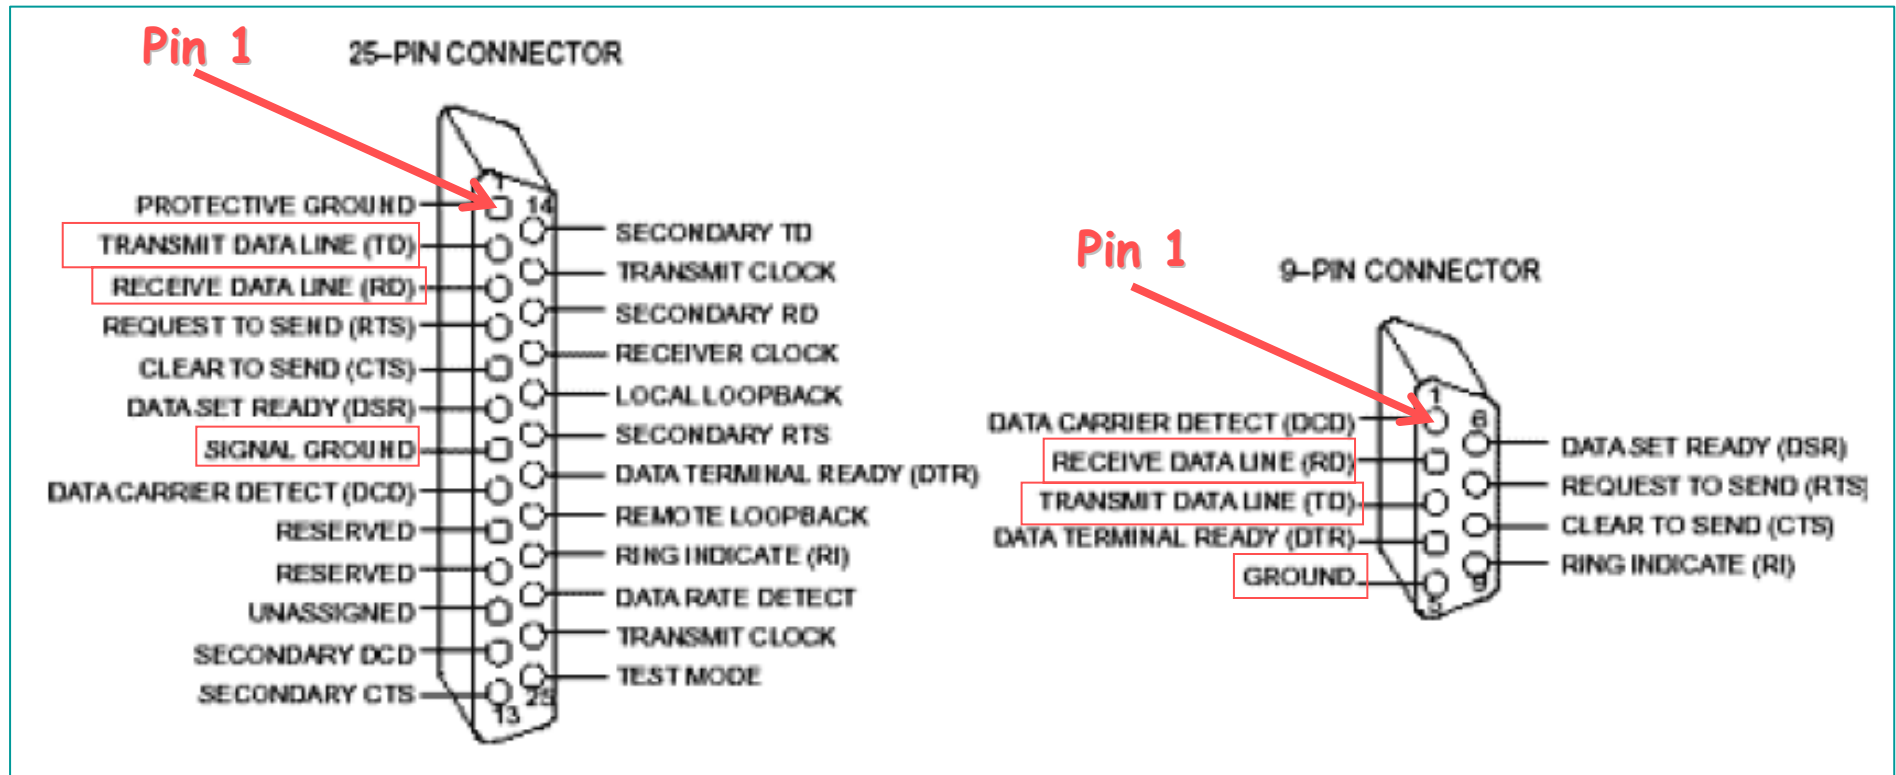 Pin 1
25-PIN CONNECTOR
1
14
PROTECTIVE GROUND
TRANSMIT DATA LINE (TD)
RECEIVE DATA LINE (RD)
REQUEST TO SEND (RTS)
CLEAR TO SEND (CTS)
DATA SET READY (DSR)
SIGNAL GROUND
DATA CARRIER DETECT (DCD)
RESERVED
RESERVED
UNASSIGNED
SECONDARY DCD
SECONDARY CTS
SECONDARY TD
TRANSMIT CLOCK
SECONDARY RD
RECEIVER CLOCK
LOCAL LOOPBACK
SECONDARY RTS
DATA TERMINAL READY (DTR)
REMOTE LOOPBACK
RING INDICATE (RI)
DATA RATE DETECT
TRANSMIT CLOCK
TEST MODE
13
25
Pin 1
9-PIN CONNECTOR
1
6
DATA CARRIER DETECT (DCD)
RECEIVE DATA LINE (RD)
TRANSMIT DATA LINE (TD)
DATA TERMINAL READY (DTR)
GROUND
DATA SET READY (DSR)
REQUEST TO SEND (RTS)
CLEAR TO SEND (CTS)
RING INDICATE (RI)
5
9